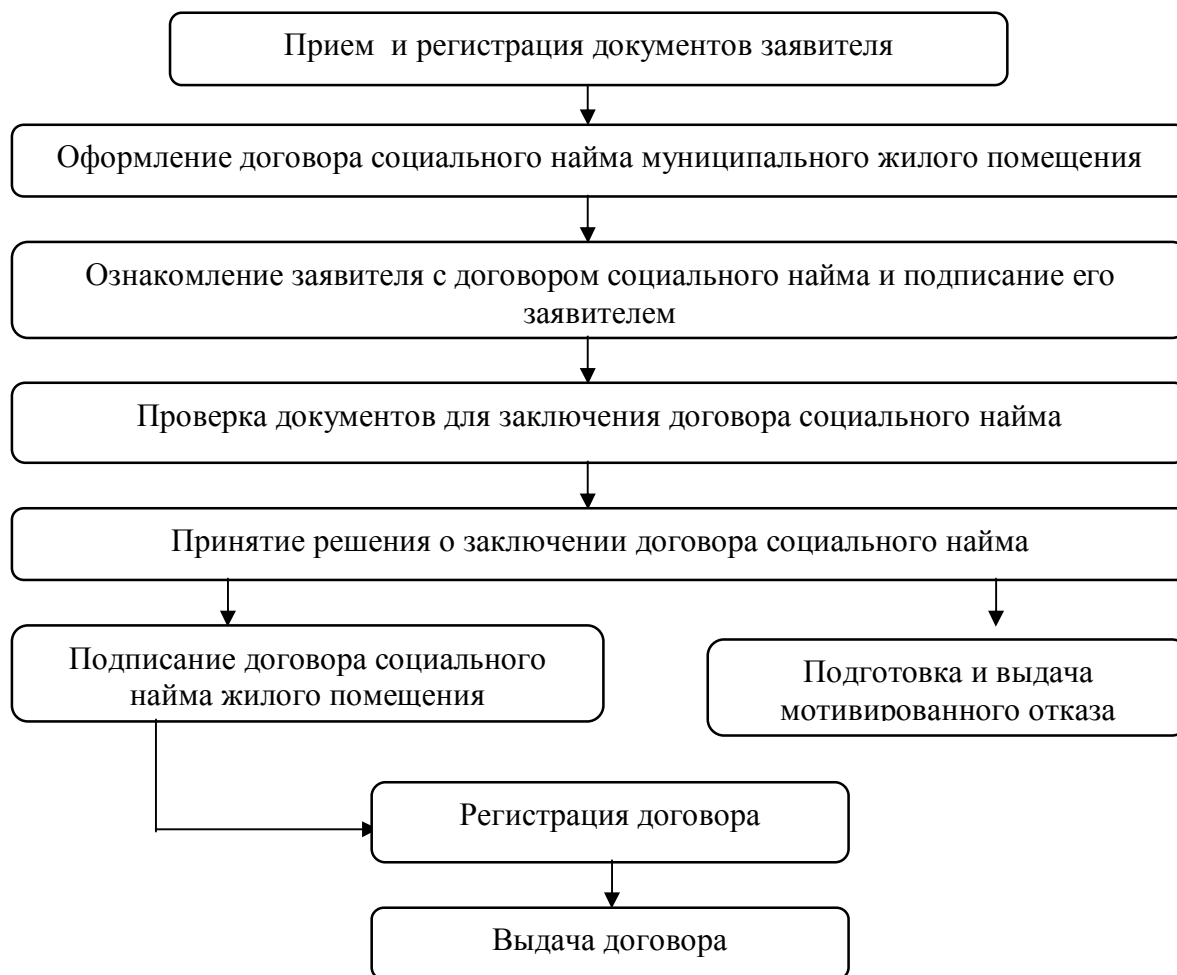 Прием и регистрация документов заявителя
Оформление договора социального найма муниципального жилого помещения
Ознакомление заявителя с договором социального найма и подписание его
заявителем
Проверка документов для заключения договора социального найма
Принятие решения о заключении договора социального найма
Подписание договора социального
найма жилого помещения
Подготовка и выдача
мотивированного отказа
Регистрация договора
Выдача договора